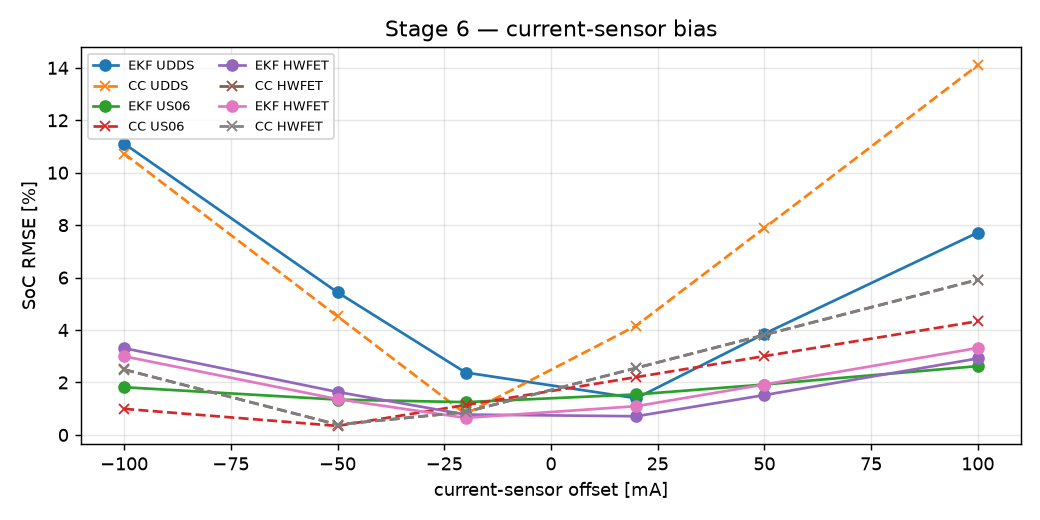 Stage 6 — current-sensor bias
EKF UDDS
CC UDDS
EKF US06
CC US06
EKF HWFET
CC HWFET
EKF HWFET
CC HWFET
SoC RMSE [%]
14
12
10
8
6
4
2
0
−100
−75
−50
−25
0
25
50
75
100
current-sensor offset [mA]